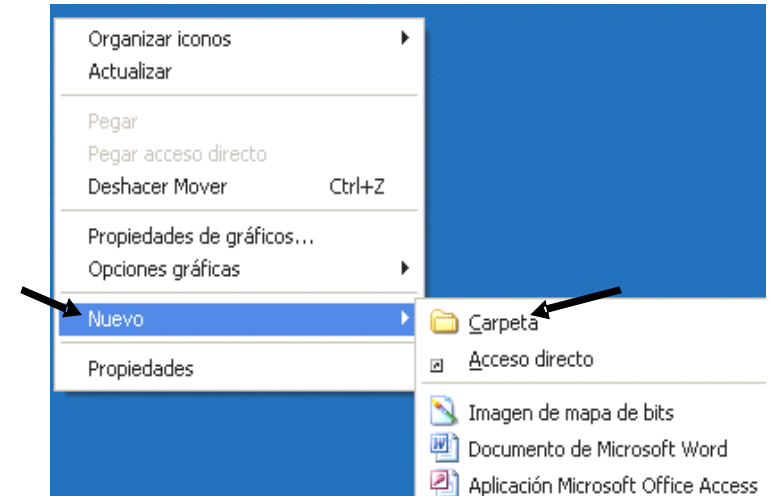 Organizar iconos
Actualizar
Pegar
Pegar acceso directo
Deshacer Mover Ctrl+Z
Propiedades de gráficos...
Opciones gráficas
Nuevo
Propiedades
Carpeta
Acceso directo
Imagen de mapa de bits
Documento de Microsoft Word
Aplicación Microsoft Office Access